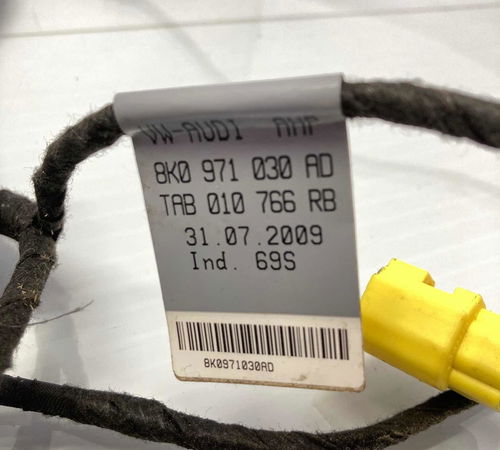 VW-AUDI AMP
8K0 971 030 AD
TAB 010 766 RB
31.07.2009
Ind. 69S
8K0971030AD